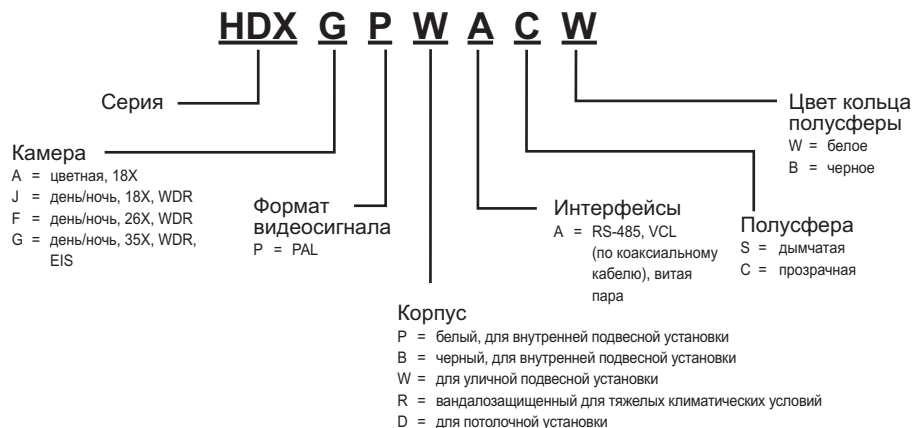 HDX G P W A C W
Серия
Камера
A = цветная, 18X
J = день/ночь, 18X, WDR
F = день/ночь, 26X, WDR
G = день/ночь, 35X, WDR,
EIS
Формат
видеосигнала
P = PAL
Корпус
P = белый, для внутренней подвесной установки
B = черный, для внутренней подвесной установки
W = для уличной подвесной установки
R = вандалозащищенный для тяжелых климатических условий
D = для потолочной установки
Интерфейсы
A = RS-485, VCL
(по коаксиальному
кабелю), витая
пара
Полусфера
S = дымчатая
C = прозрачная
Цвет кольца
полусферы
W = белое
B = черное